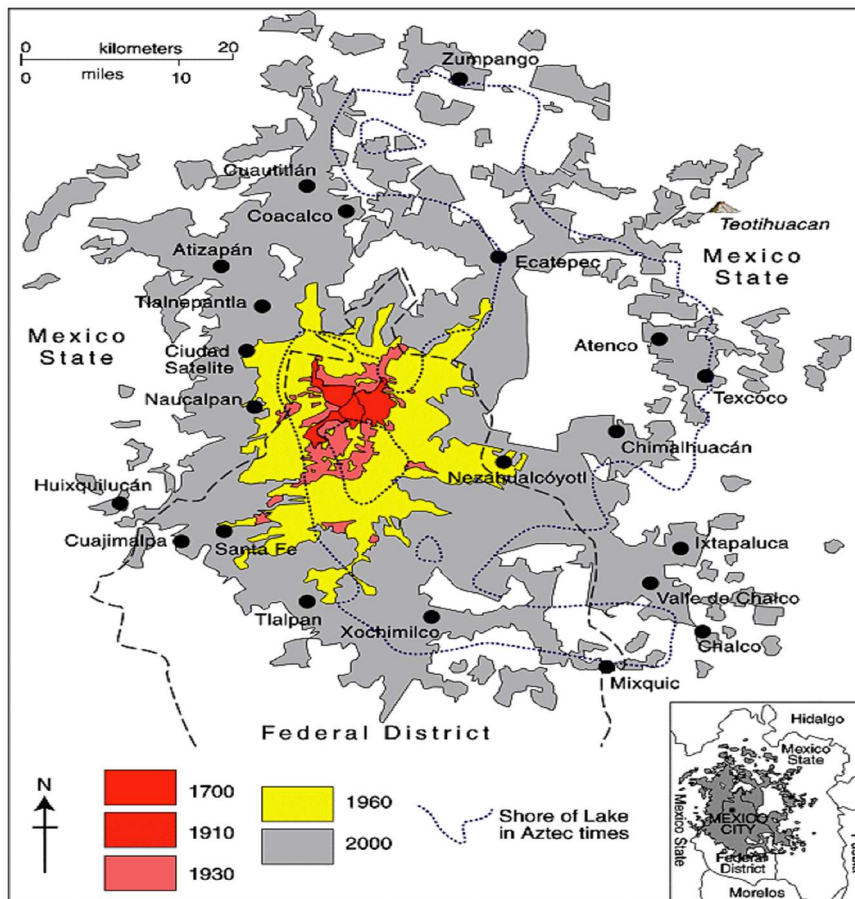 0 kilometers 20
0 miles 10
Zumpango
Cuautitlán
Coacalco
Teotihuacan
Atizapán
Ecatepec
Mexico
State
Tlalnepantla
Mexico
State
Atenco
Ciudad
Satelite
Texcoco
Naucalpan
Chimalhuacán
Nezahualcóyotl
Huixquilucán
Cuajimalpa
Santa Fe
Ixtapaluca
Valle de Chalco
Tlalpan
Xochimilco
Chalco
Mixquic
Federal District
N
1700
1910
1930
1960
2000
Shore of Lake
in Aztec times
Hidalgo
Mexico
State
Mexico State
MEXICO
CITY
Federal
District
Morelos